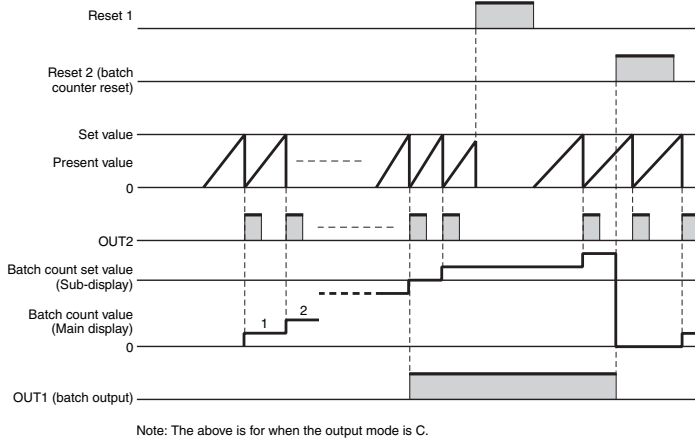 Reset 1
Reset 2 (batch
counter reset)
Set value
Present value
0
OUT2
Batch count set value
(Sub-display)
Batch count value
(Main display)
1
2
0
OUT1 (batch output)
Note: The above is for when the output mode is C.